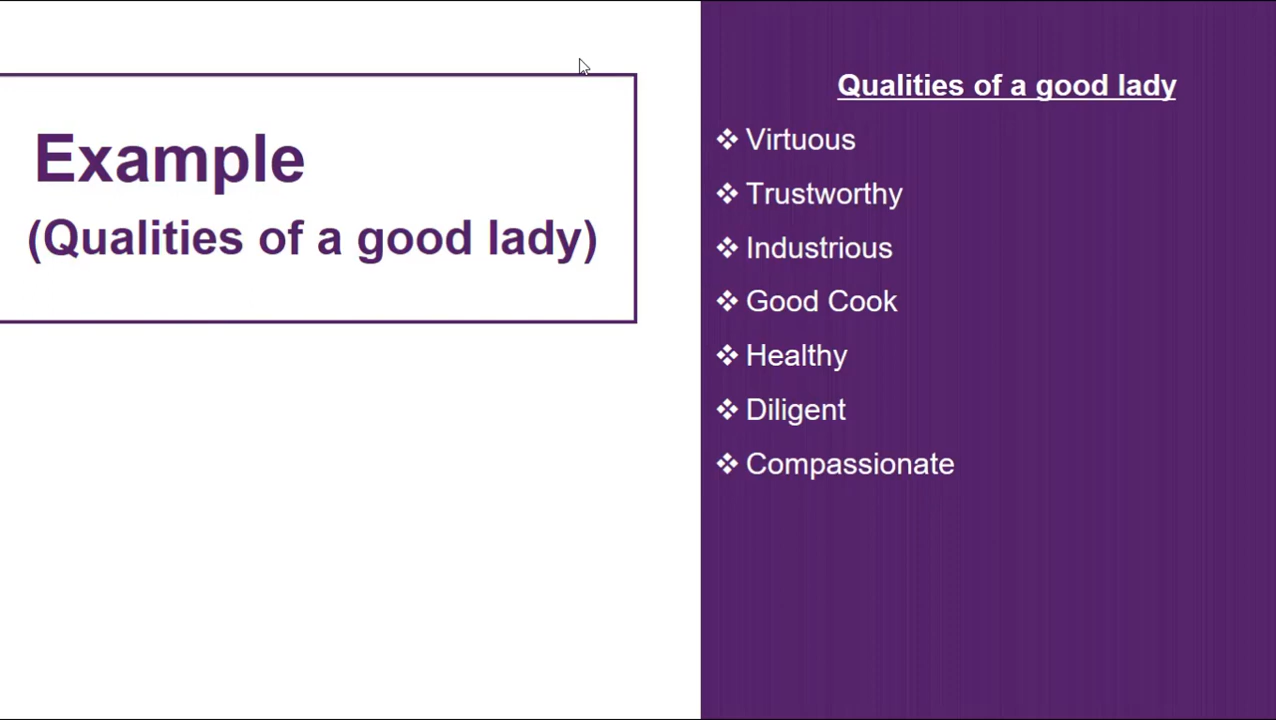 Example
(Qualities of a good lady)
Qualities of a good lady
❖ Virtuous
❖ Trustworthy
❖ Industrious
❖ Good Cook
❖ Healthy
❖ Diligent
❖ Compassionate